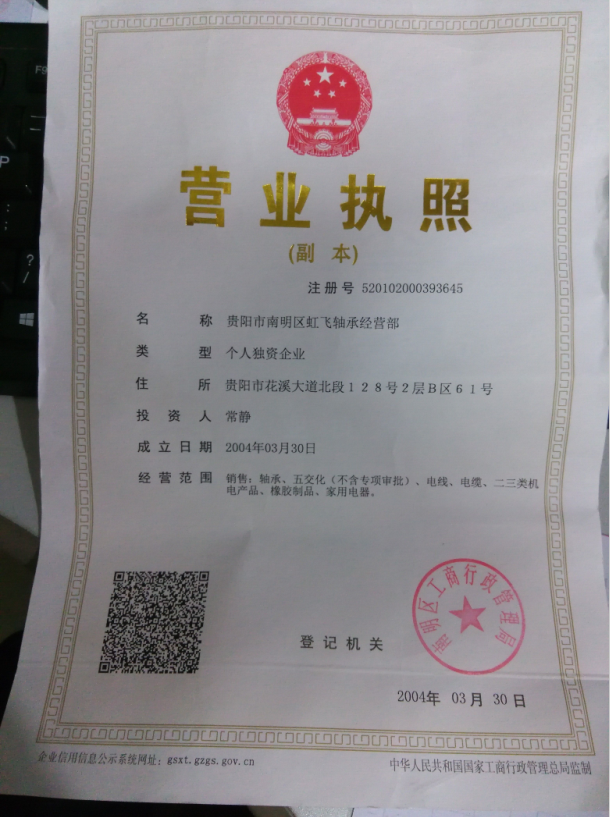 营业执照
(副 本)
注册号 520102000393645
名 称 贵阳市南明区虹飞轴承经营部
类 型 个人独资企业
住 所 贵阳市花溪大道北段128号2层B区61号
投资人 常静
成立日期 2004年03月30日
经营范围 销售：轴承、五交化（不含专项审批）、电线、电缆、二三类机
电产品、橡胶制品、家用电器。
南明区工商行政管理局
登记机关
2004年 03月 30日
企业信用信息公示系统网址：gsxt.gzgs.gov.cn
中华人民共和国国家工商行政管理总局监制